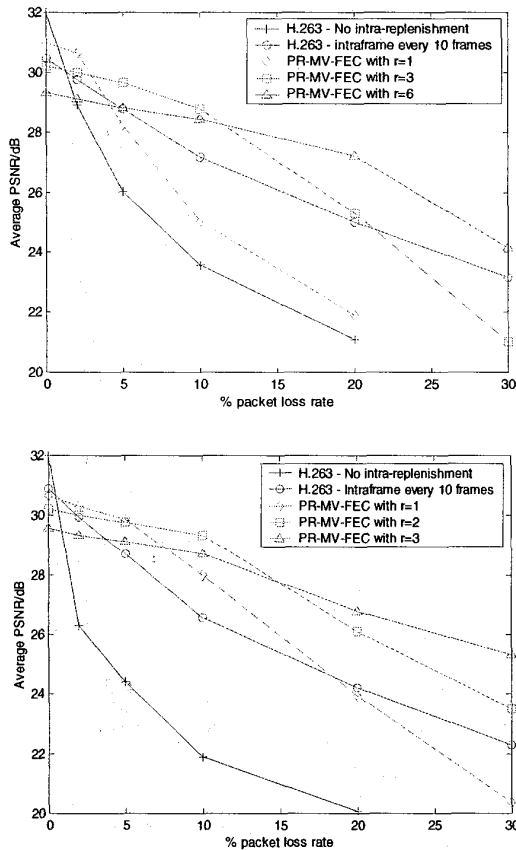 32
30
28
26
24
22
20
Average PSNR/dB
0
5
10
15
20
25
30
% packet loss rate
H.263 - No intra-replenishment
H.263 - intraframe every 10 frames
PR-MV-FEC with r=1
PR-MV-FEC with r=3
PR-MV-FEC with r=6
32
30
28
26
24
22
20
Average PSNR/dB
0
5
10
15
20
25
30
% packet loss rate
H.263 - No intra-replenishment
H.263 - Intraframe every 10 frames
PR-MV-FEC with r=1
PR-MV-FEC with r=2
PR-MV-FEC with r=3